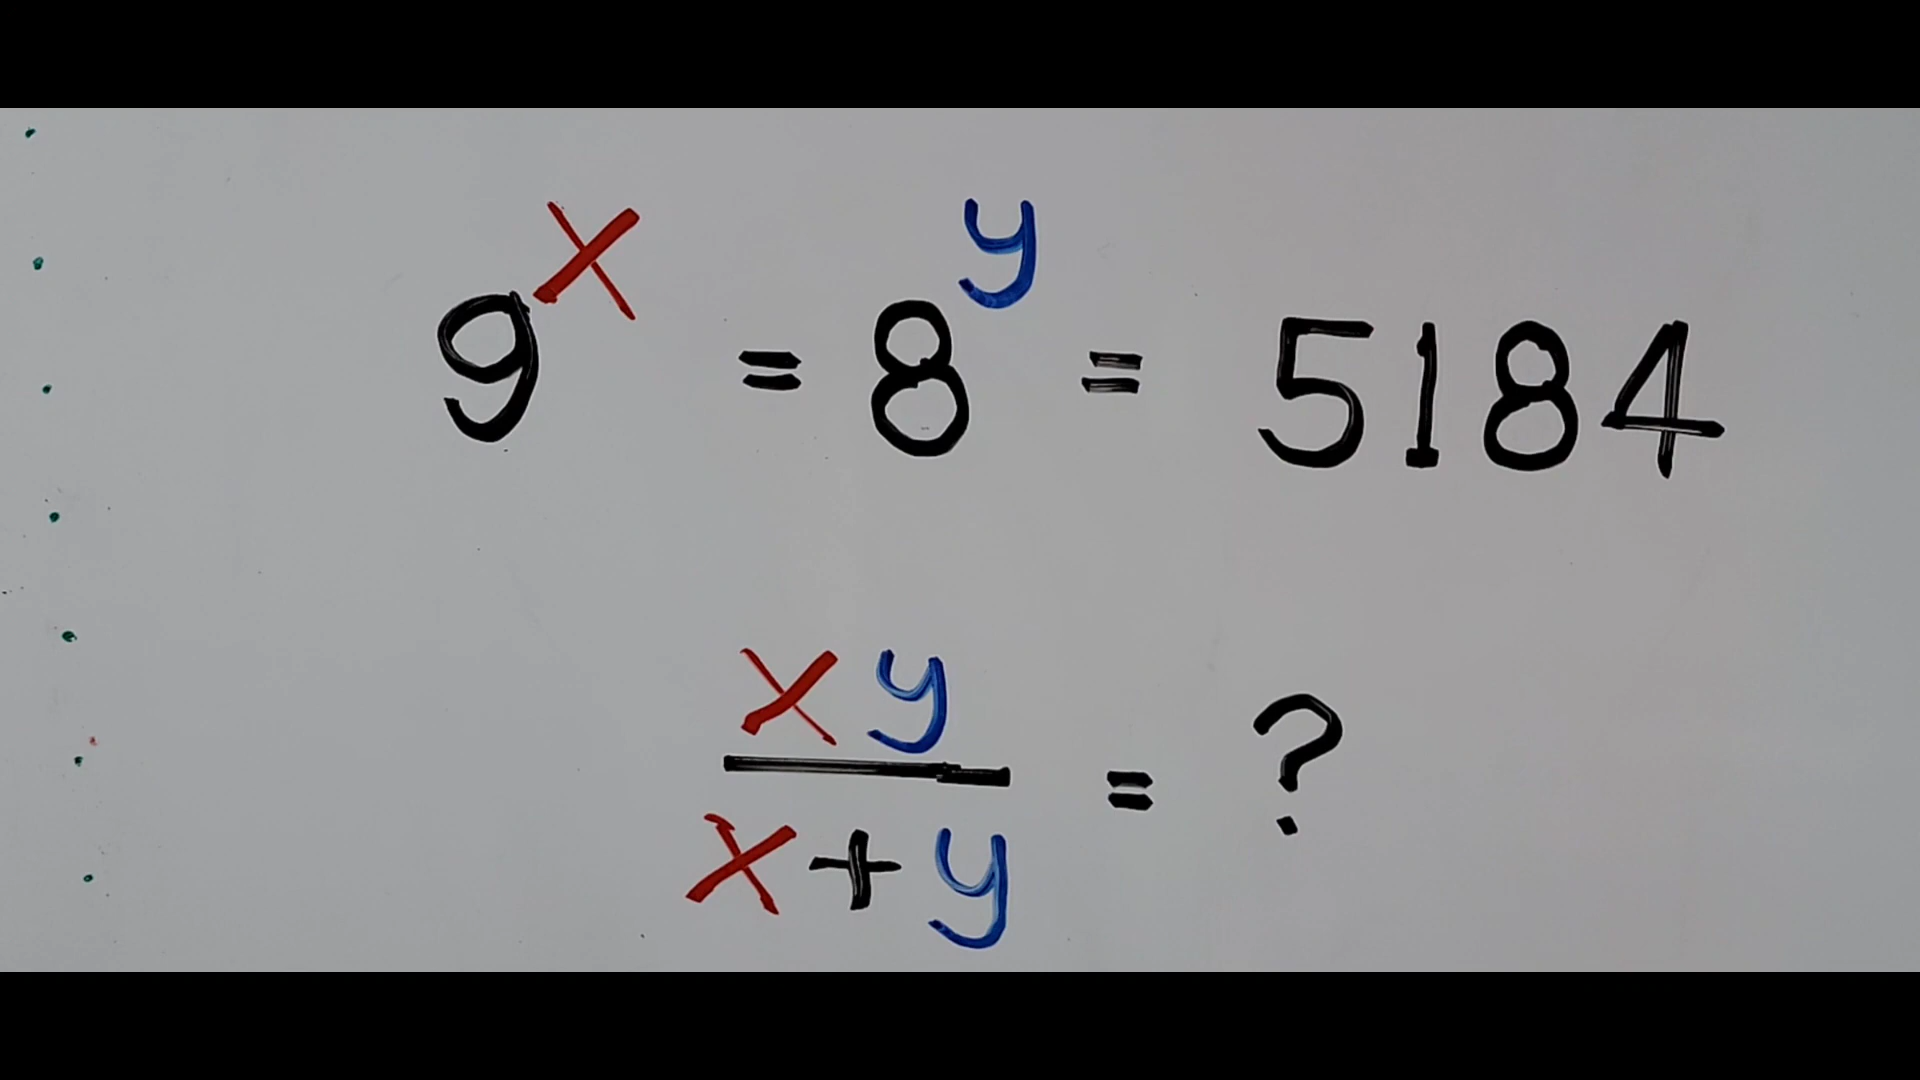 9^x = 8^y = 5184
xy
x+y = ?